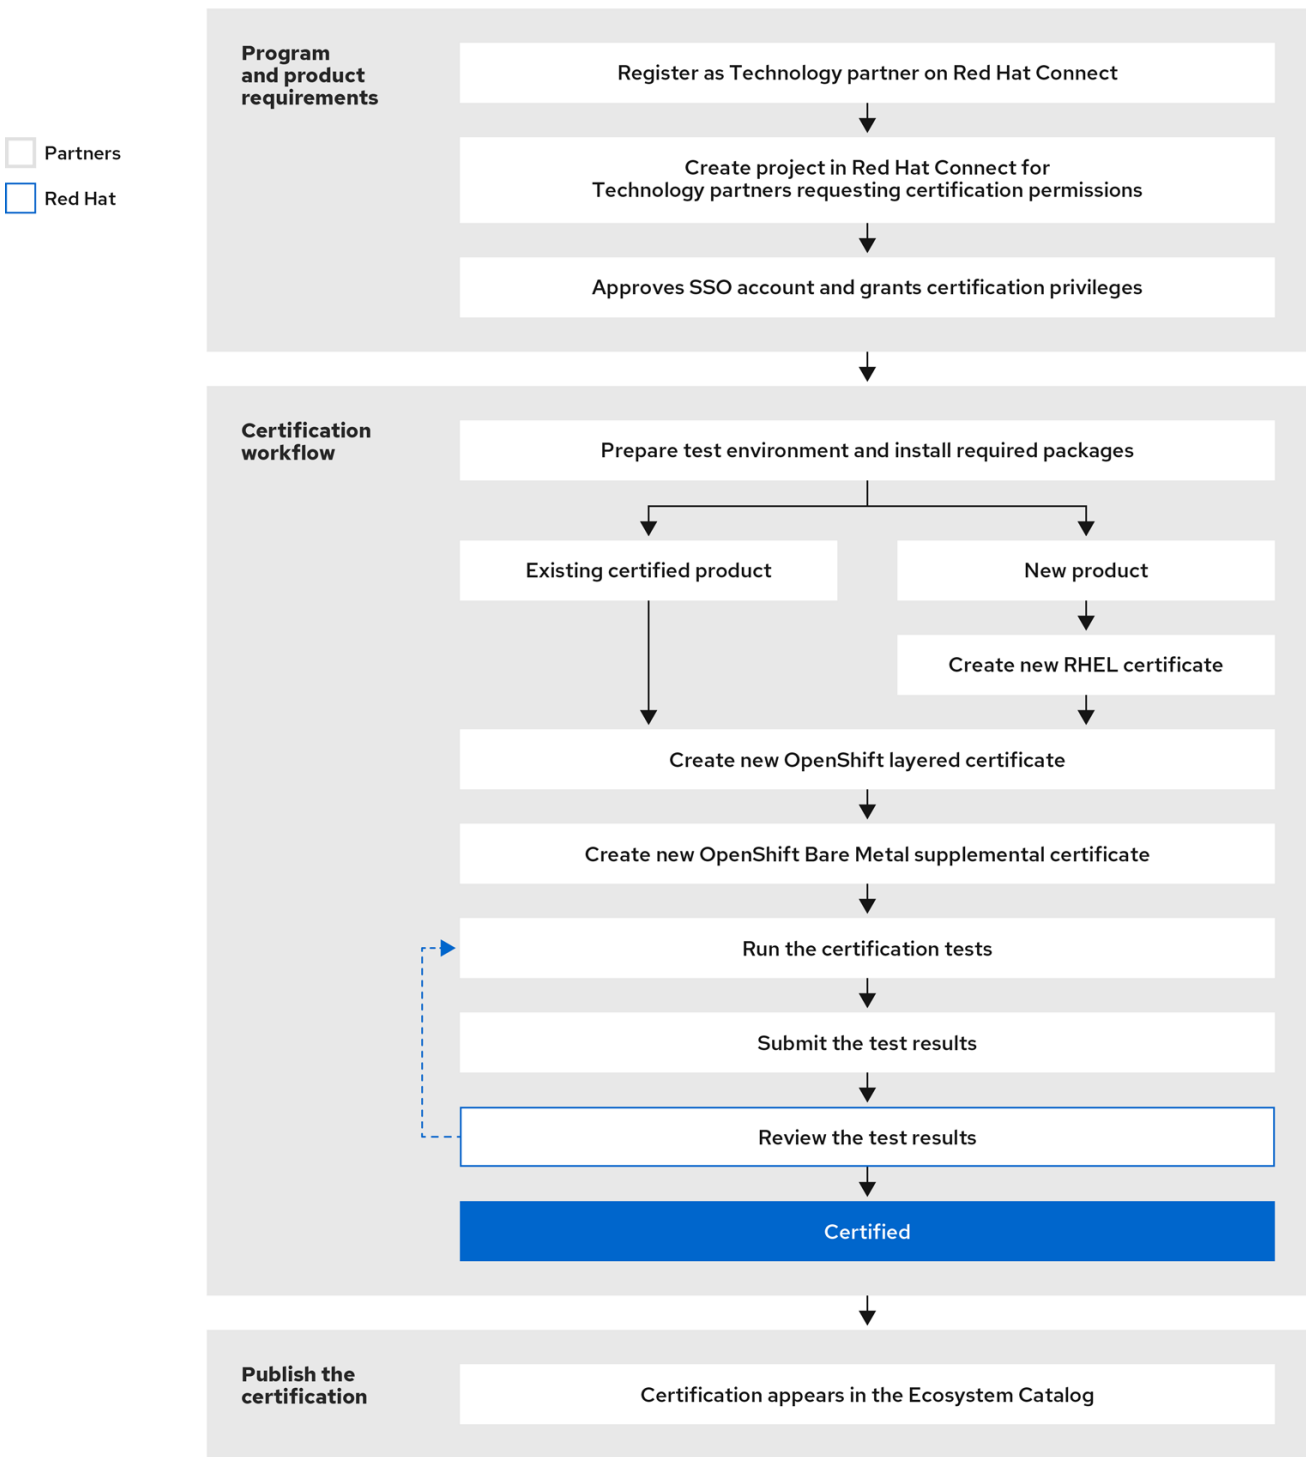 Partners
Red Hat
Program
and product
requirements
Register as Technology partner on Red Hat Connect
Create project in Red Hat Connect for
Technology partners requesting certification permissions
Approves SSO account and grants certification privileges
Certification
workflow
Prepare test environment and install required packages
Existing certified product
New product
Create new RHEL certificate
Create new OpenShift layered certificate
Create new OpenShift Bare Metal supplemental certificate
Run the certification tests
Submit the test results
Review the test results
Certified
Publish the
certification
Certification appears in the Ecosystem Catalog